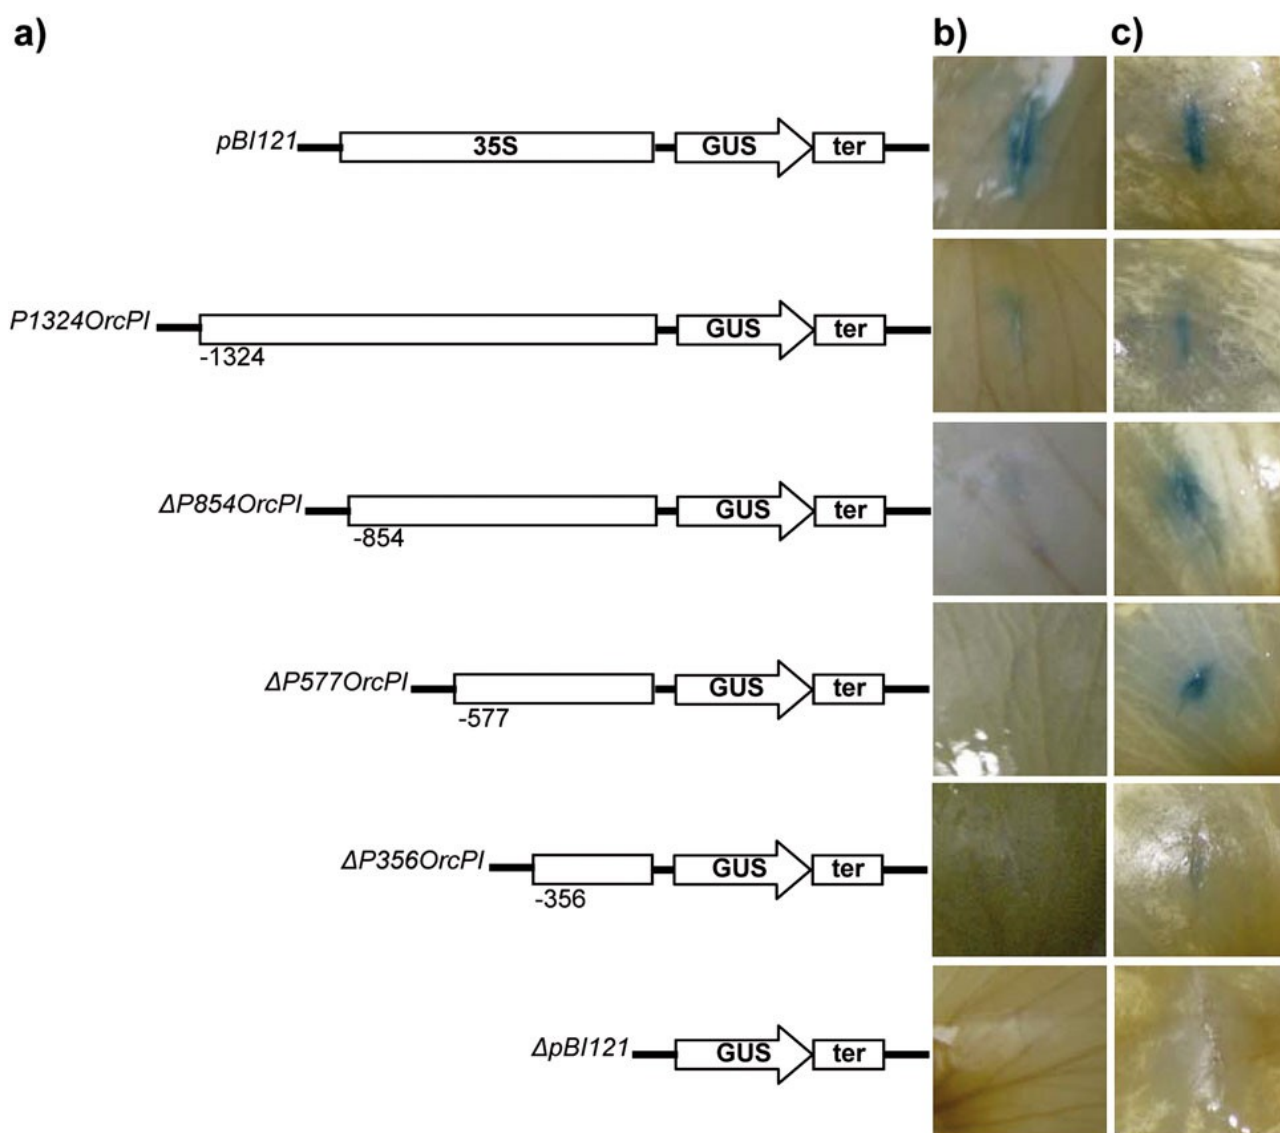 a) b) c)
pBI121 35S GUS ter
P1324OrcPI GUS ter
-1324
ΔP854OrcPI GUS ter
-854
ΔP577OrcPI GUS ter
-577
ΔP356OrcPI GUS ter
-356
ΔpBI121 GUS ter